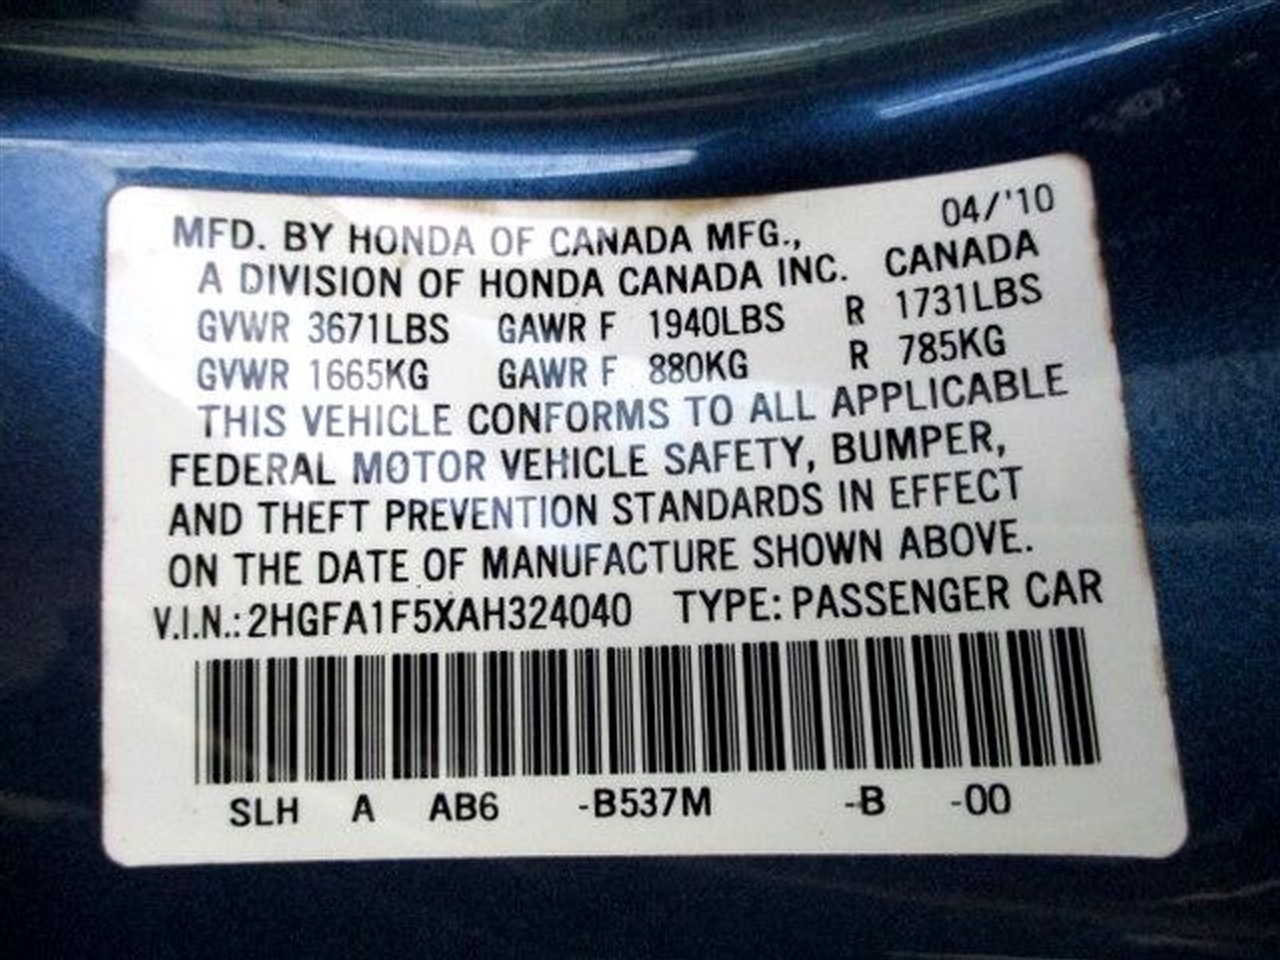 04/'10
MFD. BY HONDA OF CANADA MFG.,
A DIVISION OF HONDA CANADA INC. CANADA
GVWR 3671LBS GAWR F 1940LBS R 1731LBS
GVWR 1665KG GAWR F 880KG R 785KG
THIS VEHICLE CONFORMS TO ALL APPLICABLE
FEDERAL MOTOR VEHICLE SAFETY, BUMPER,
AND THEFT PREVENTION STANDARDS IN EFFECT
ON THE DATE OF MANUFACTURE SHOWN ABOVE.
V.I.N.: 2HGFA1F5XAH324040 TYPE: PASSENGER CAR
SLH A AB6 -B537M -B -00